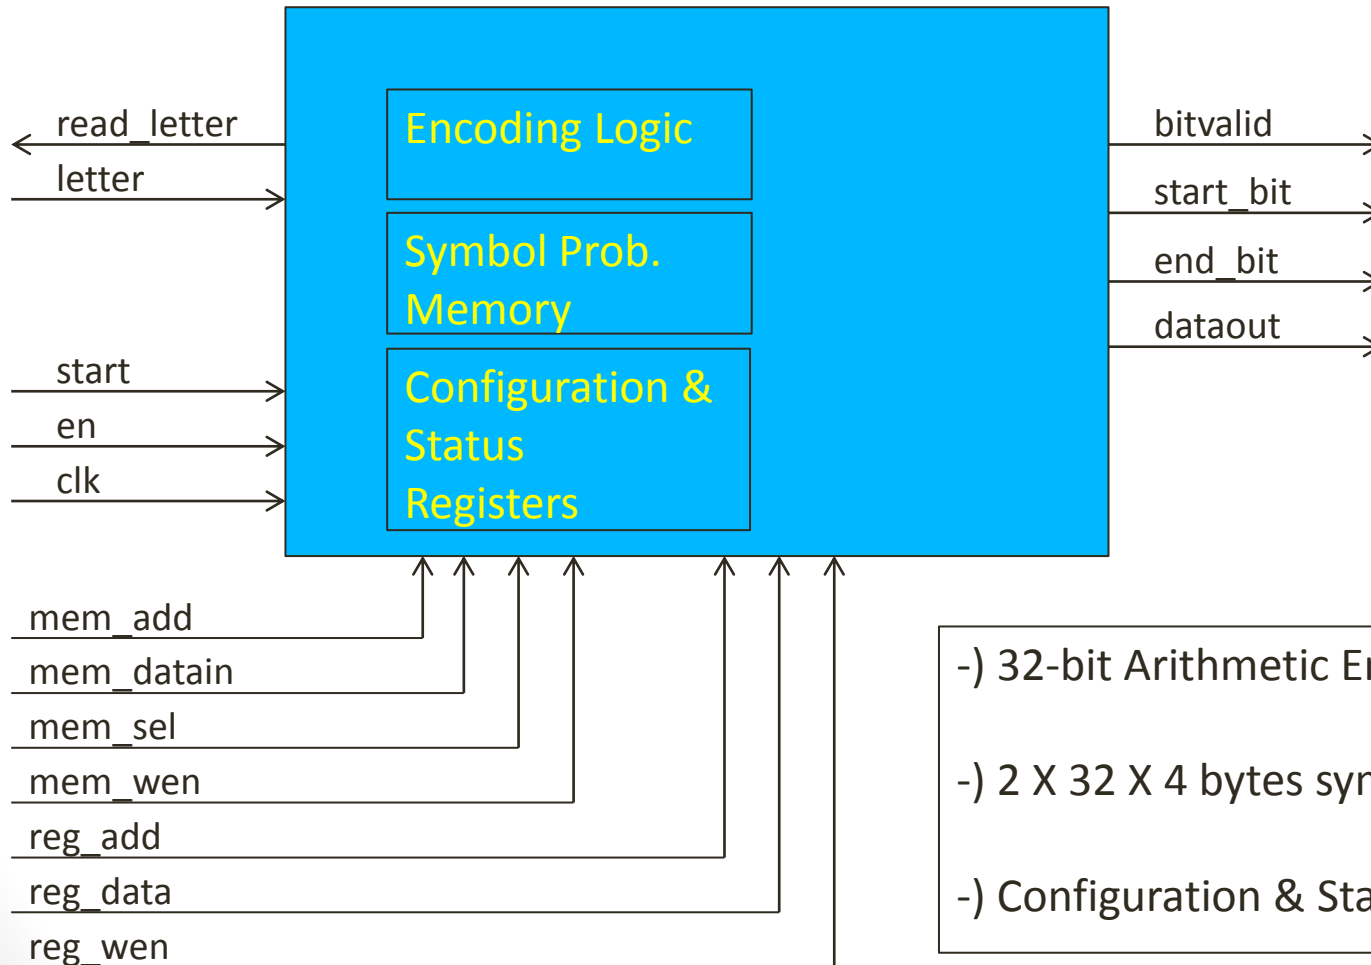 read_letter
letter
start
en
clk
Encoding Logic
Symbol Prob.
Memory
Configuration &
Status
Registers
bitvalid
start_bit
end_bit
dataout
mem_add
mem_datain
mem_sel
mem_wen
reg_add
reg_data
reg_wen
-) 32-bit Arithmetic
-) 2 X 32 X 4 bytes
-) Configuration &